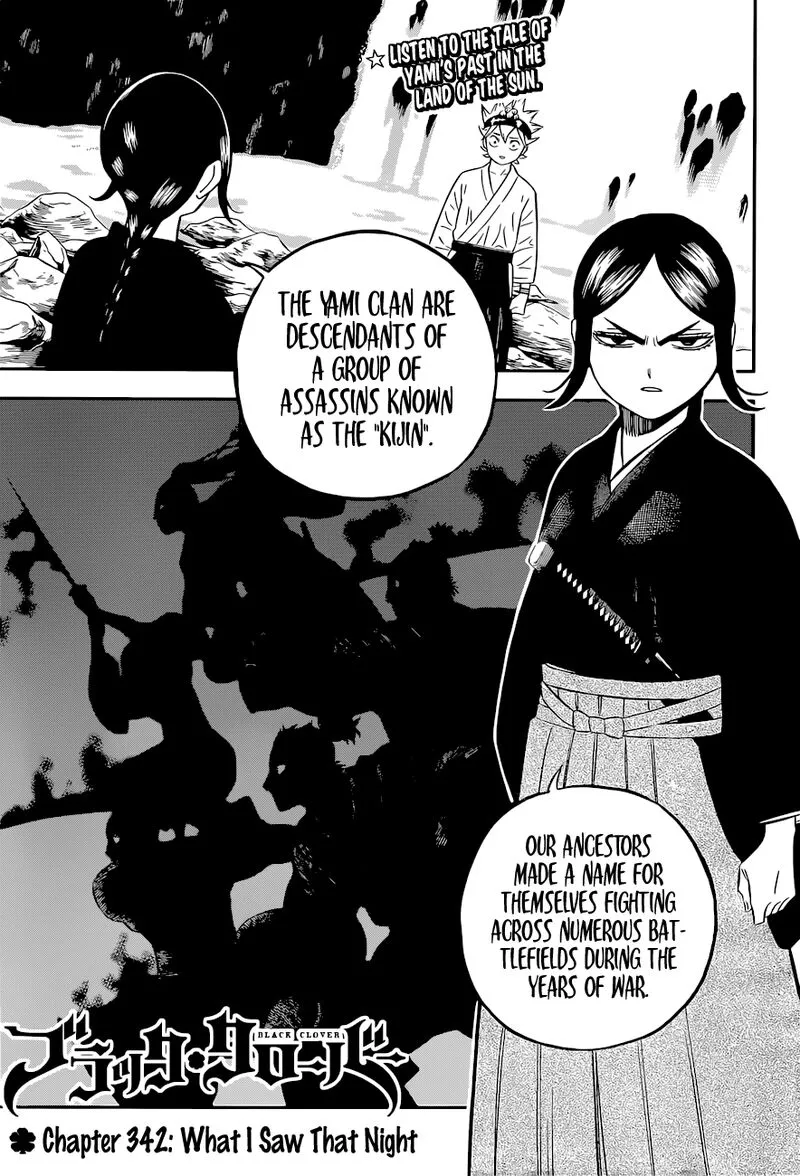 ☆ LISTEN TO THE TALE OF
YAMI'S PAST IN THE
LAND OF THE SUN.
THE YAMI CLAN ARE
DESCENDANTS OF
A GROUP OF
ASSASSINS KNOWN
AS THE "KIJIN".
OUR ANCESTORS
MADE A NAME FOR
THEMSELVES FIGHTING
ACROSS NUMEROUS BAT-
TLEFIELDS DURING THE
YEARS OF WAR.
BLACK CLOVER
ブラッククローバー
Chapter 342: What I Saw That Night